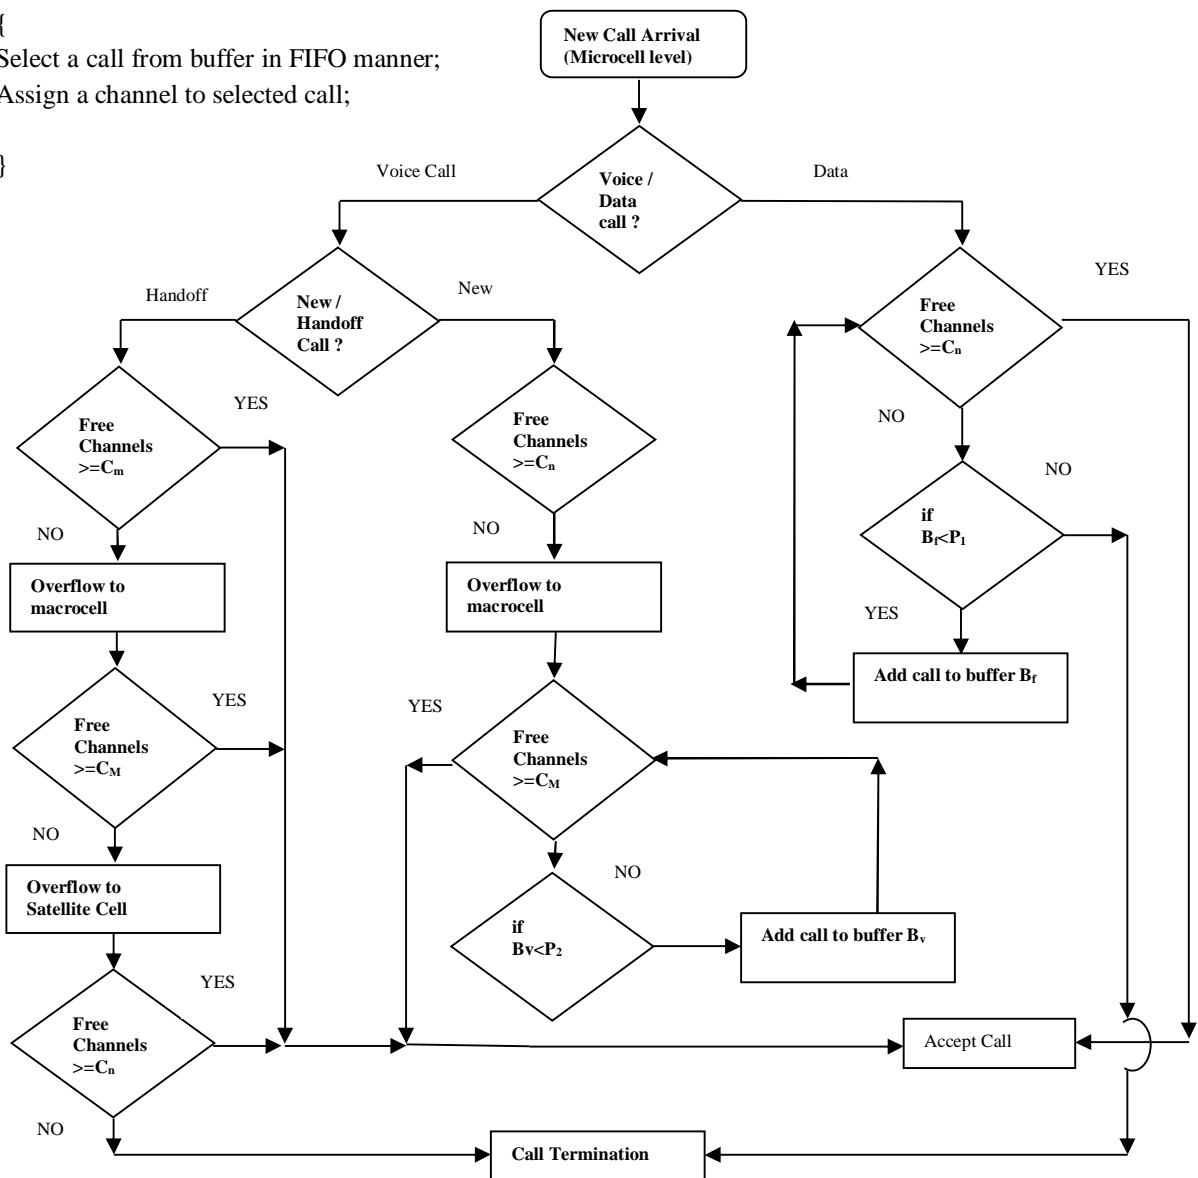 {
Select a call from buffer in FIFO manner;
Assign a channel to selected call;
}
New Call Arrival
(Microcell level)
Voice Call
Voice /
Data
call ?
Data
Handoff
New /
Handoff
Call ?
New
Free
Channels
>=Cn
YES
Free
Channels
>=Cm
YES
Free
Channels
>=Cn
NO
if
Bf<P1
NO
NO
Overflow to
macrocell
NO
Overflow to
macrocell
YES
Add call to buffer Bf
Free
Channels
>=CM
YES
YES
Free
Channels
>=CM
NO
Overflow to
Satellite Cell
NO
if
Bv<P2
Add call to buffer Bv
Free
Channels
>=Cn
YES
Accept Call
NO
Call Termination